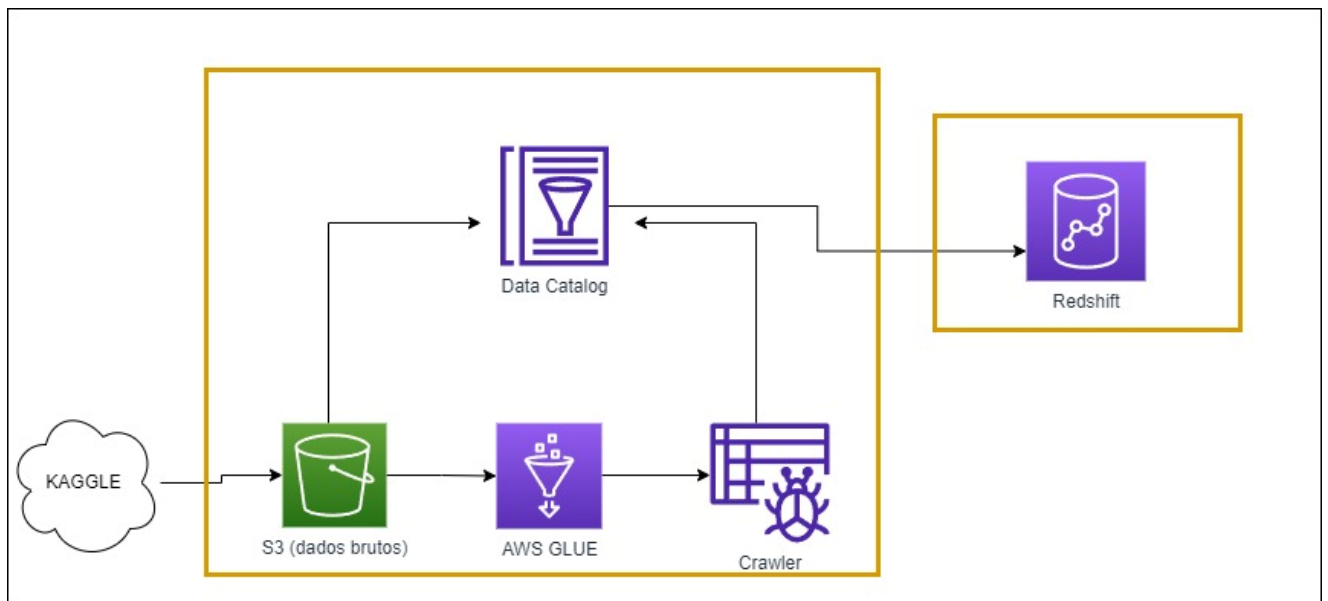 Data Catalog
Redshift
KAGGLE
S3 (dados brutos)
AWS GLUE
Crawler